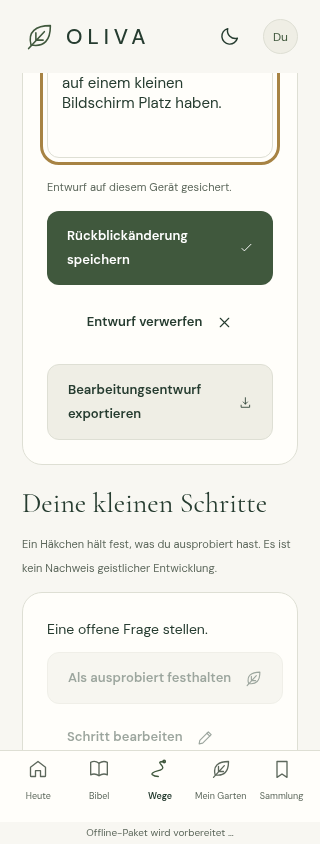 OLIVA
Du
auf einem kleinen
Bildschirm Platz haben.
Entwurf auf diesem Gerät gesichert.
Rückblickänderung
speichern
Entwurf verwerfen
Bearbeitungsentwurf
exportieren
Deine kleinen Schritte
Ein Häkchen hält fest, was du ausprobiert hast. Es ist
kein Nachweis geistlicher Entwicklung.
Eine offene Frage stellen.
Als ausprobiert festhalten
Schritt bearbeiten
Heute Bibel Wege Mein Garten Sammlung
Offline-Paket wird vorbereitet …